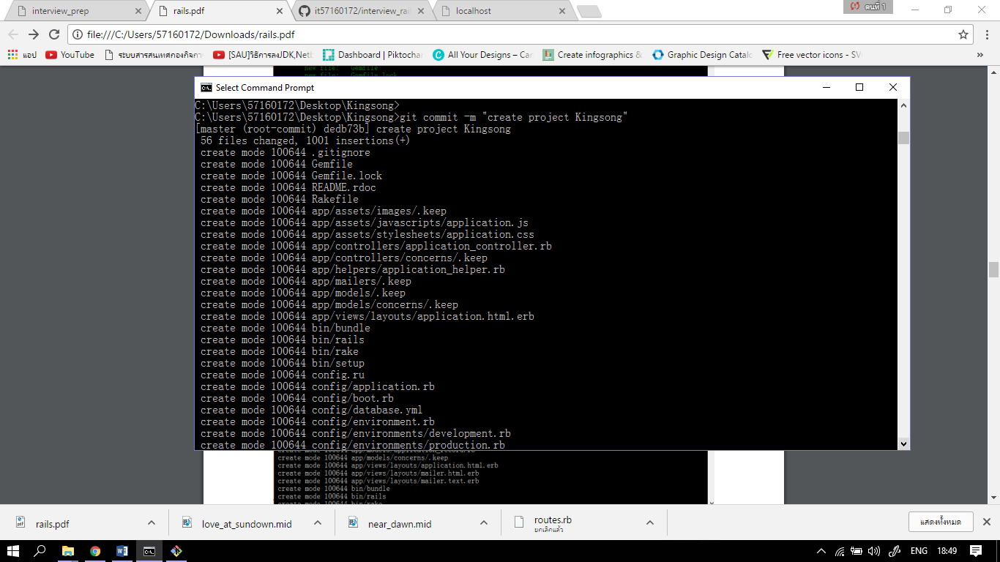 interview_prep
rails.pdf
it57160172/interview_rai
localhost
คนที่ 1
file:///C:/Users/57160172/Downloads/rails.pdf
แอป
YouTube
ระบบสารสนเทศกองกิจกา
[SAU]วิธีการลงJDK,Net
Dashboard | Piktochar
All Your Designs – Can
Create infographics &
Graphic Design Catalo
Free vector icons - SV
»
new file: Gemfile
new file: Gemfile.lock
Select Command Prompt
C:\Users\57160172\Desktop\Kingsong>
C:\Users\57160172\Desktop\Kingsong>git commit -m "create project Kingsong"
[master (root-commit) dedb73b] create project Kingsong
56 files changed, 1001 insertions(+)
create mode 100644 .gitignore
create mode 100644 Gemfile
create mode 100644 Gemfile.lock
create mode 100644 README.rdoc
create mode 100644 Rakefile
create mode 100644 app/assets/images/.keep
create mode 100644 app/assets/javascripts/application.js
create mode 100644 app/assets/stylesheets/application.css
create mode 100644 app/controllers/application_controller.rb
create mode 100644 app/controllers/concerns/.keep
create mode 100644 app/helpers/application_helper.rb
create mode 100644 app/mailers/.keep
create mode 100644 app/models/.keep
create mode 100644 app/models/concerns/.keep
create mode 100644 app/views/layouts/application.html.erb
create mode 100644 bin/bundle
create mode 100644 bin/rails
create mode 100644 bin/rake
create mode 100644 bin/setup
create mode 100644 config.ru
create mode 100644 config/application.rb
create mode 100644 config/boot.rb
create mode 100644 config/database.yml
create mode 100644 config/environment.rb
create mode 100644 config/environments/development.rb
create mode 100644 config/environments/production.rb
create mode 100644 app/models/application_record.rb
create mode 100644 app/models/concerns/.keep
create mode 100644 app/views/layouts/application.html.erb
create mode 100644 app/views/layouts/mailer.html.erb
create mode 100644 app/views/layouts/mailer.text.erb
create mode 100644 bin/bundle
create mode 100644 bin/rails
create mode 100644 bin/rake
rails.pdf
love_at_sundown.mid
near_dawn.mid
routes.rb
ยกเลิกแล้ว
แสดงทั้งหมด
ENG
18:49